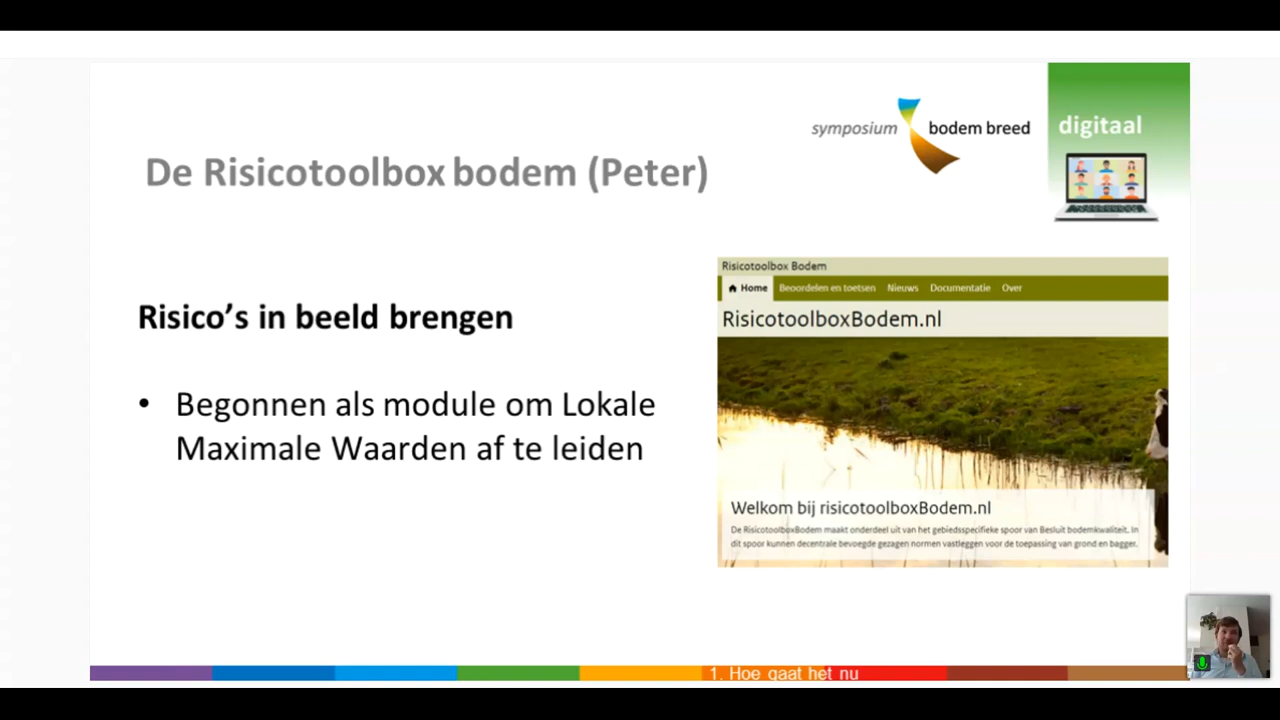 symposium bodem breed
digitaal
De Risicotoolbox bodem (Peter)
Risico's in beeld brengen
• Begonnen als module om Lokale
Maximale Waarden af te leiden
Risicotoolbox Bodem
Home Beoordelen en toetsen Nieuws Documentatie Over
RisicotoolboxBodem.nl
Welkom bij risicotoolboxBodem.nl
De RisicotoolboxBodem maakt onderdeel uit van het gebiedsspecifieke spoor van Besluit bodemkwaliteit. In
dit spoor kunnen decentrale bevoegde gezagen normen vastleggen voor de toepassing van grond en bagger.
1. Hoe gaat het nu